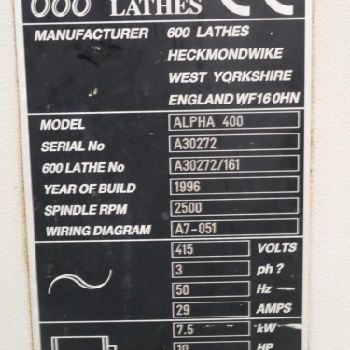 600 LATHES CE
MANUFACTURER 600 LATHES
HECKMONDWIKE
WEST YORKSHIRE
ENGLAND WF16 0HN
MODEL ALPHA 400
SERIAL No A30272
600 LATHE No A30272/161
YEAR OF BUILD 1996
SPINDLE RPM 2500
WIRING DIAGRAM A7-051
415 VOLTS
3 ph?
50 Hz
29 AMPS
7.5 kW
10 HP